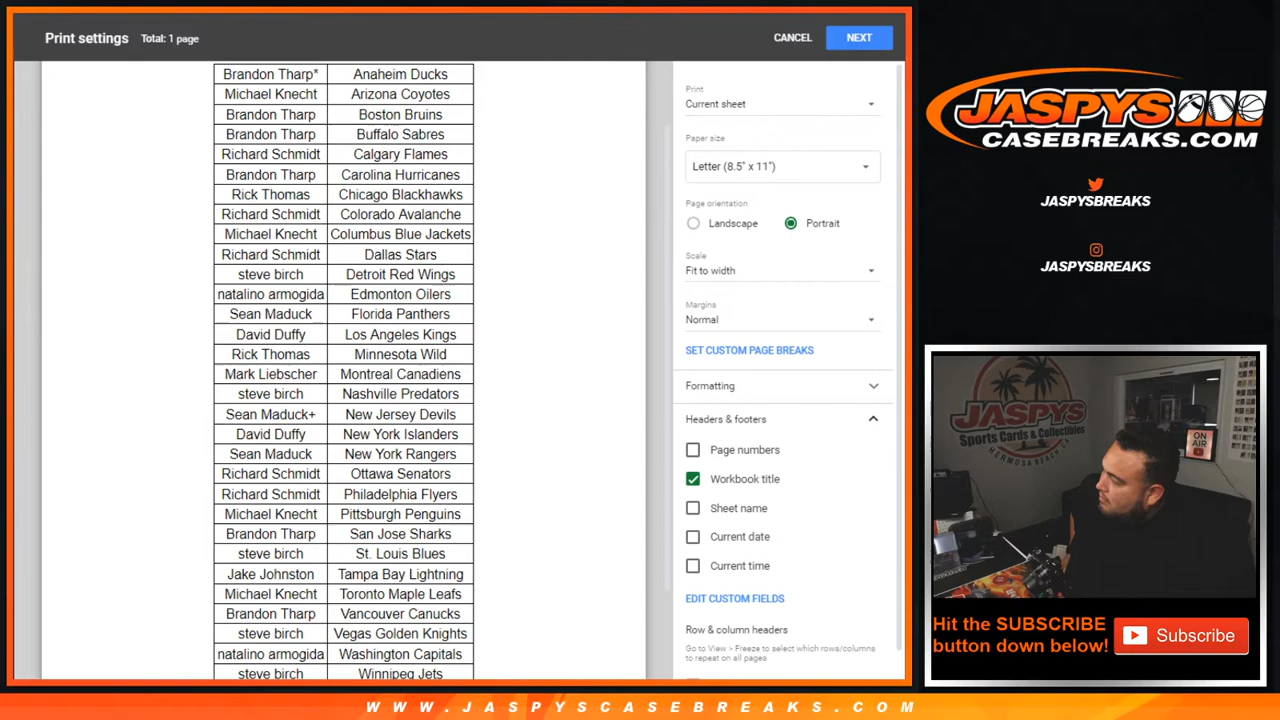 Print settings Total: 1 page CANCEL NEXT
Brandon Tharp* Anaheim Ducks
Michael Knecht Arizona Coyotes
Brandon Tharp Boston Bruins
Brandon Tharp Buffalo Sabres
Richard Schmidt Calgary Flames
Brandon Tharp Carolina Hurricanes
Rick Thomas Chicago Blackhawks
Richard Schmidt Colorado Avalanche
Michael Knecht Columbus Blue Jackets
Richard Schmidt Dallas Stars
steve birch Detroit Red Wings
natalino armogida Edmonton Oilers
Sean Maduck Florida Panthers
David Duffy Los Angeles Kings
Rick Thomas Minnesota Wild
Mark Liebscher Montreal Canadiens
steve birch Nashville Predators
Sean Maduck+ New Jersey Devils
David Duffy New York Islanders
Sean Maduck New York Rangers
Richard Schmidt Ottawa Senators
Richard Schmidt Philadelphia Flyers
Michael Knecht Pittsburgh Penguins
Brandon Tharp San Jose Sharks
steve birch St. Louis Blues
Jake Johnston Tampa Bay Lightning
Michael Knecht Toronto Maple Leafs
Brandon Tharp Vancouver Canucks
steve birch Vegas Golden Knights
natalino armogida Washington Capitals
steve birch Winnipeg Jets
Print
Current sheet
Paper size
Letter (8.5" x 11")
Page orientation
Landscape Portrait
Scale
Fit to width
Margins
Normal
SET CUSTOM PAGE BREAKS
Formatting
Headers & footers
Page numbers
Workbook title
Sheet name
Current date
Current time
EDIT CUSTOM FIELDS
Row & column headers
Go to View > Freeze to select which rows/columns
to repeat on all pages
JASPYS
CASEBREAKS.COM
JASPYSBREAKS
JASPYSBREAKS
JASPYS
Sports Cards & Collectibles
HERMOSA BEACH
ON
AIR
Hit the SUBSCRIBE
button down below!
Subscribe
WWW.JASPYSCASEBREAKS.COM